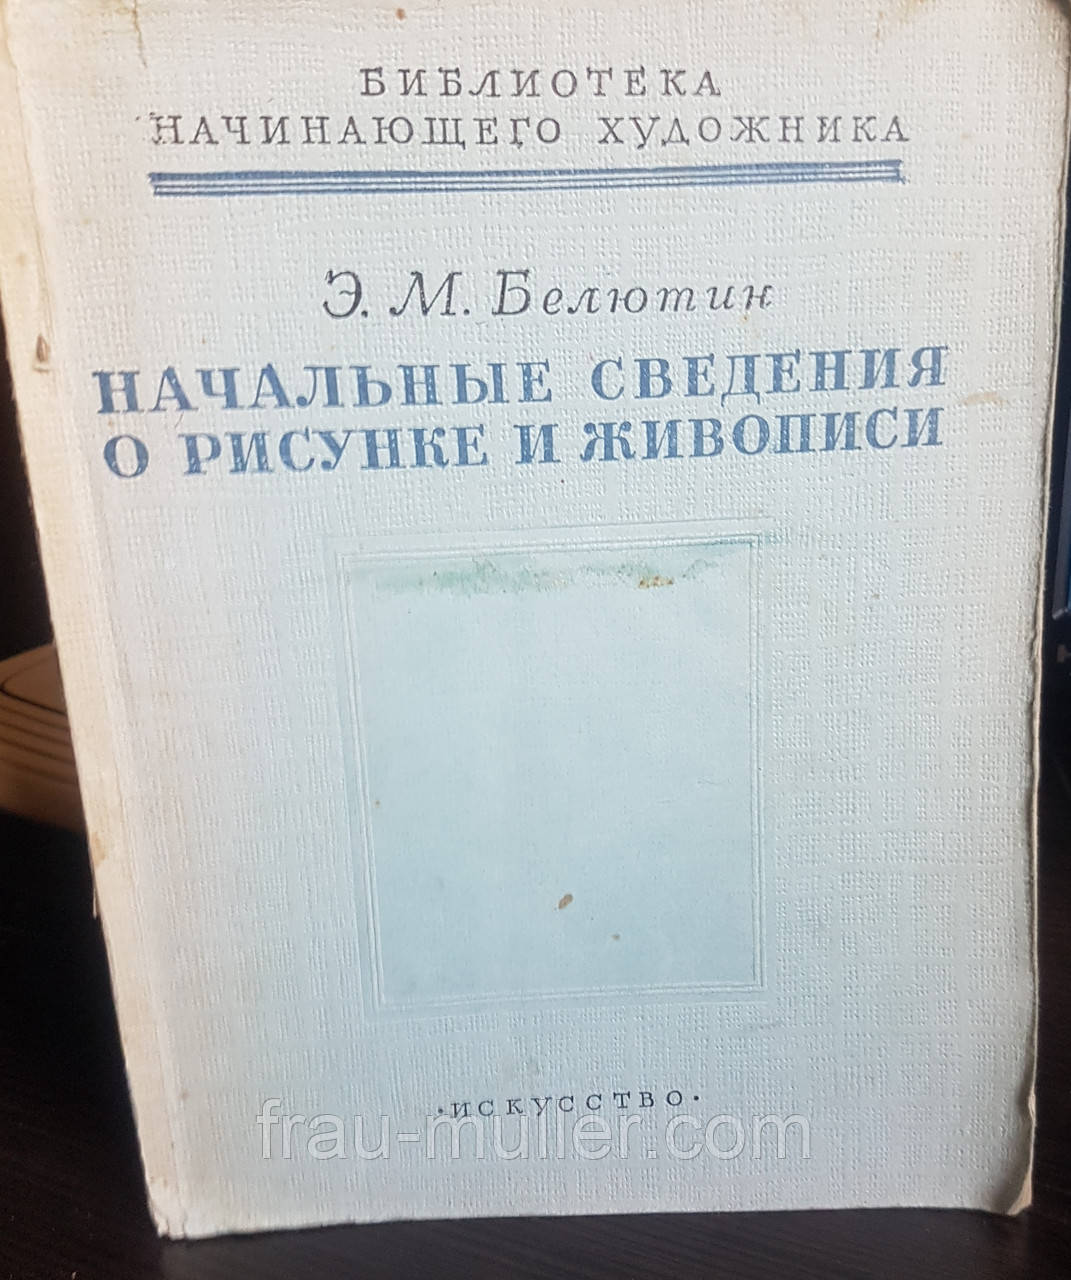 БИБЛИОТЕКА
НАЧИНАЮЩЕГО ХУДОЖНИКА
Э. М. Белютин
НАЧАЛЬНЫЕ СВЕДЕНИЯ
О РИСУНКЕ И ЖИВОПИСИ
·ИСКУССТВО·
frau-muller.com